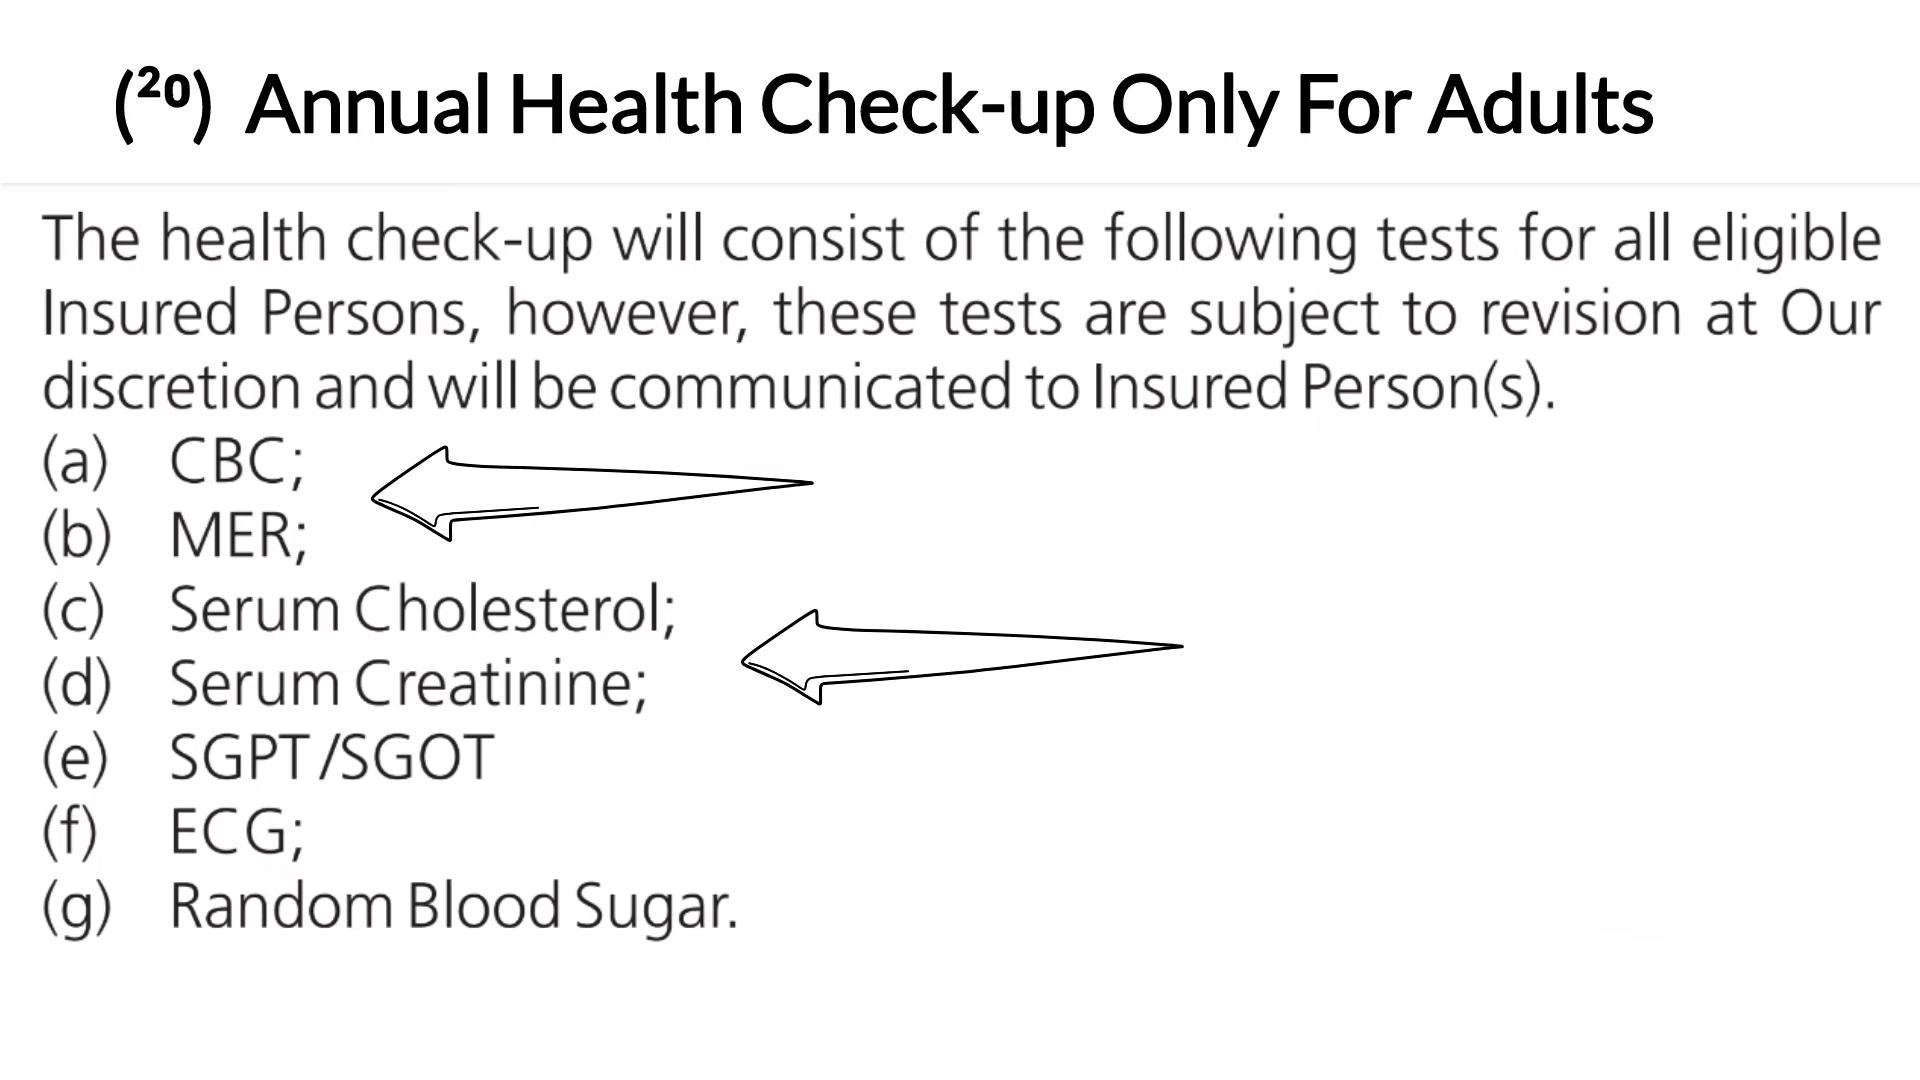 (²⁰) Annual Health Check-up Only For Adults
The health check-up will consist of the following tests for all eligible
Insured Persons, however, these tests are subject to revision at Our
discretion and will be communicated to Insured Person(s).
(a) CBC;
(b) MER;
(c) Serum Cholesterol;
(d) Serum Creatinine;
(e) SGPT /SGOT
(f) ECG;
(g) Random Blood Sugar.